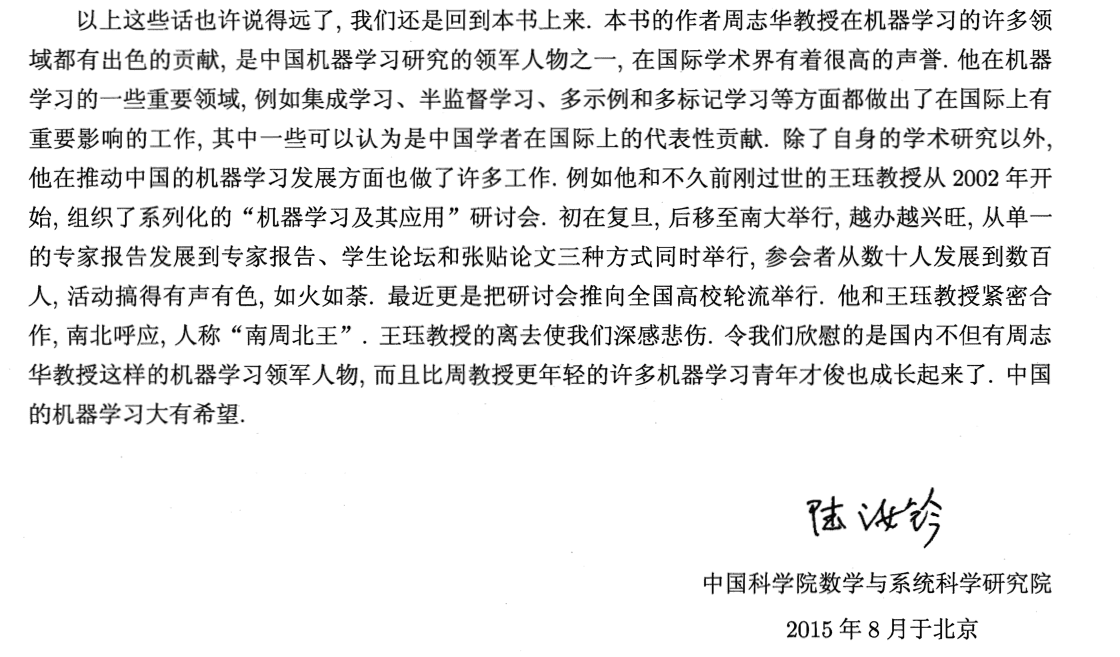 以上这些话也许说得远了, 我们还是回到本书上来. 本书的作者周志华教授在机器学习的许多领
域都有出色的贡献, 是中国机器学习研究的领军人物之一, 在国际学术界有着很高的声誉. 他在机器
学习的一些重要领域, 例如集成学习、半监督学习、多示例和多标记学习等方面都做出了在国际上有
重要影响的工作, 其中一些可以认为是中国学者在国际上的代表性贡献. 除了自身的学术研究以外,
他在推动中国的机器学习发展方面也做了许多工作. 例如他和不久前刚过世的王珏教授从 2002 年开
始, 组织了系列化的“机器学习及其应用”研讨会. 初在复旦, 后移至南大举行, 越办越兴旺, 从单一
的专家报告发展到专家报告、学生论坛和张贴论文三种方式同时举行, 参会者从数十人发展到数百
人, 活动搞得有声有色, 如火如荼. 最近更是把研讨会推向全国高校轮流举行. 他和王珏教授紧密合
作, 南北呼应, 人称“南周北王”. 王珏教授的离去使我们深感悲伤. 令我们欣慰的是国内不但有周志
华教授这样的机器学习领军人物, 而且比周教授更年轻的许多机器学习青年才俊也成长起来了. 中国
的机器学习大有希望.
陆汝钤
中国科学院数学与系统科学研究院
2015 年 8 月于北京